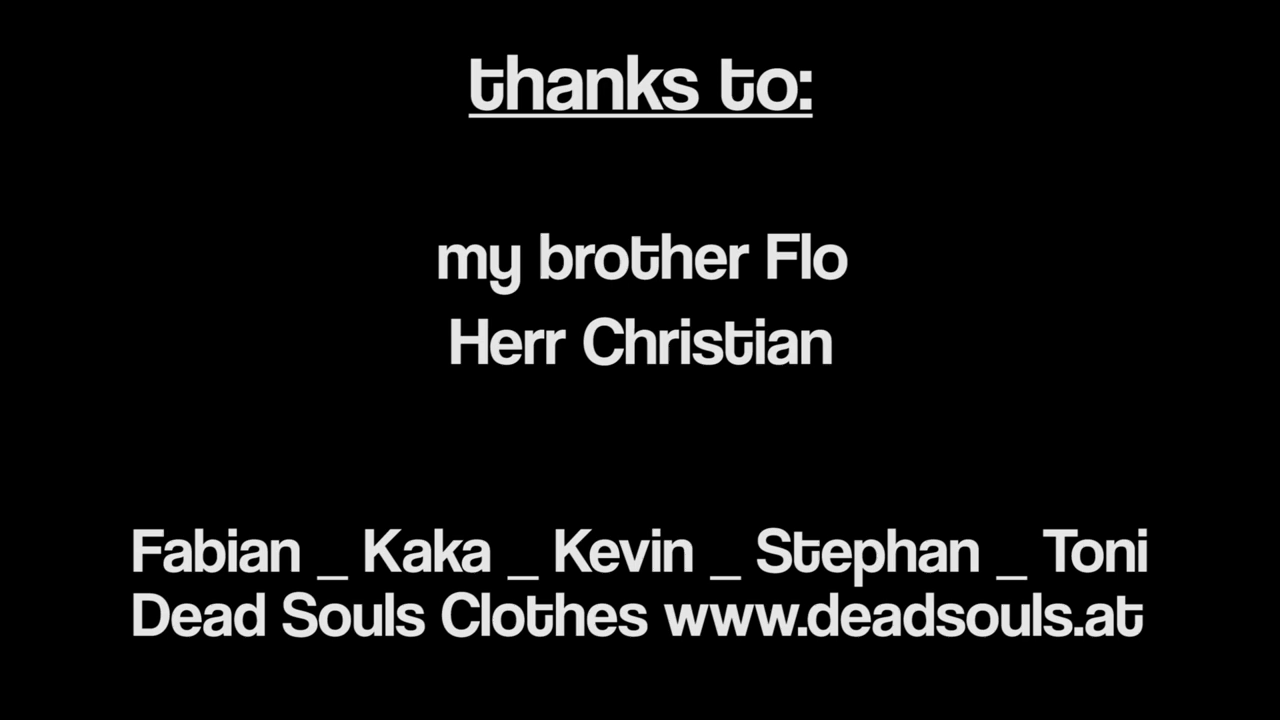 thanks to:
my brother Flo
Herr Christian
Fabian _ Kaka _ Kevin _ Stephan _ Toni
Dead Souls Clothes www.deadsouls.at